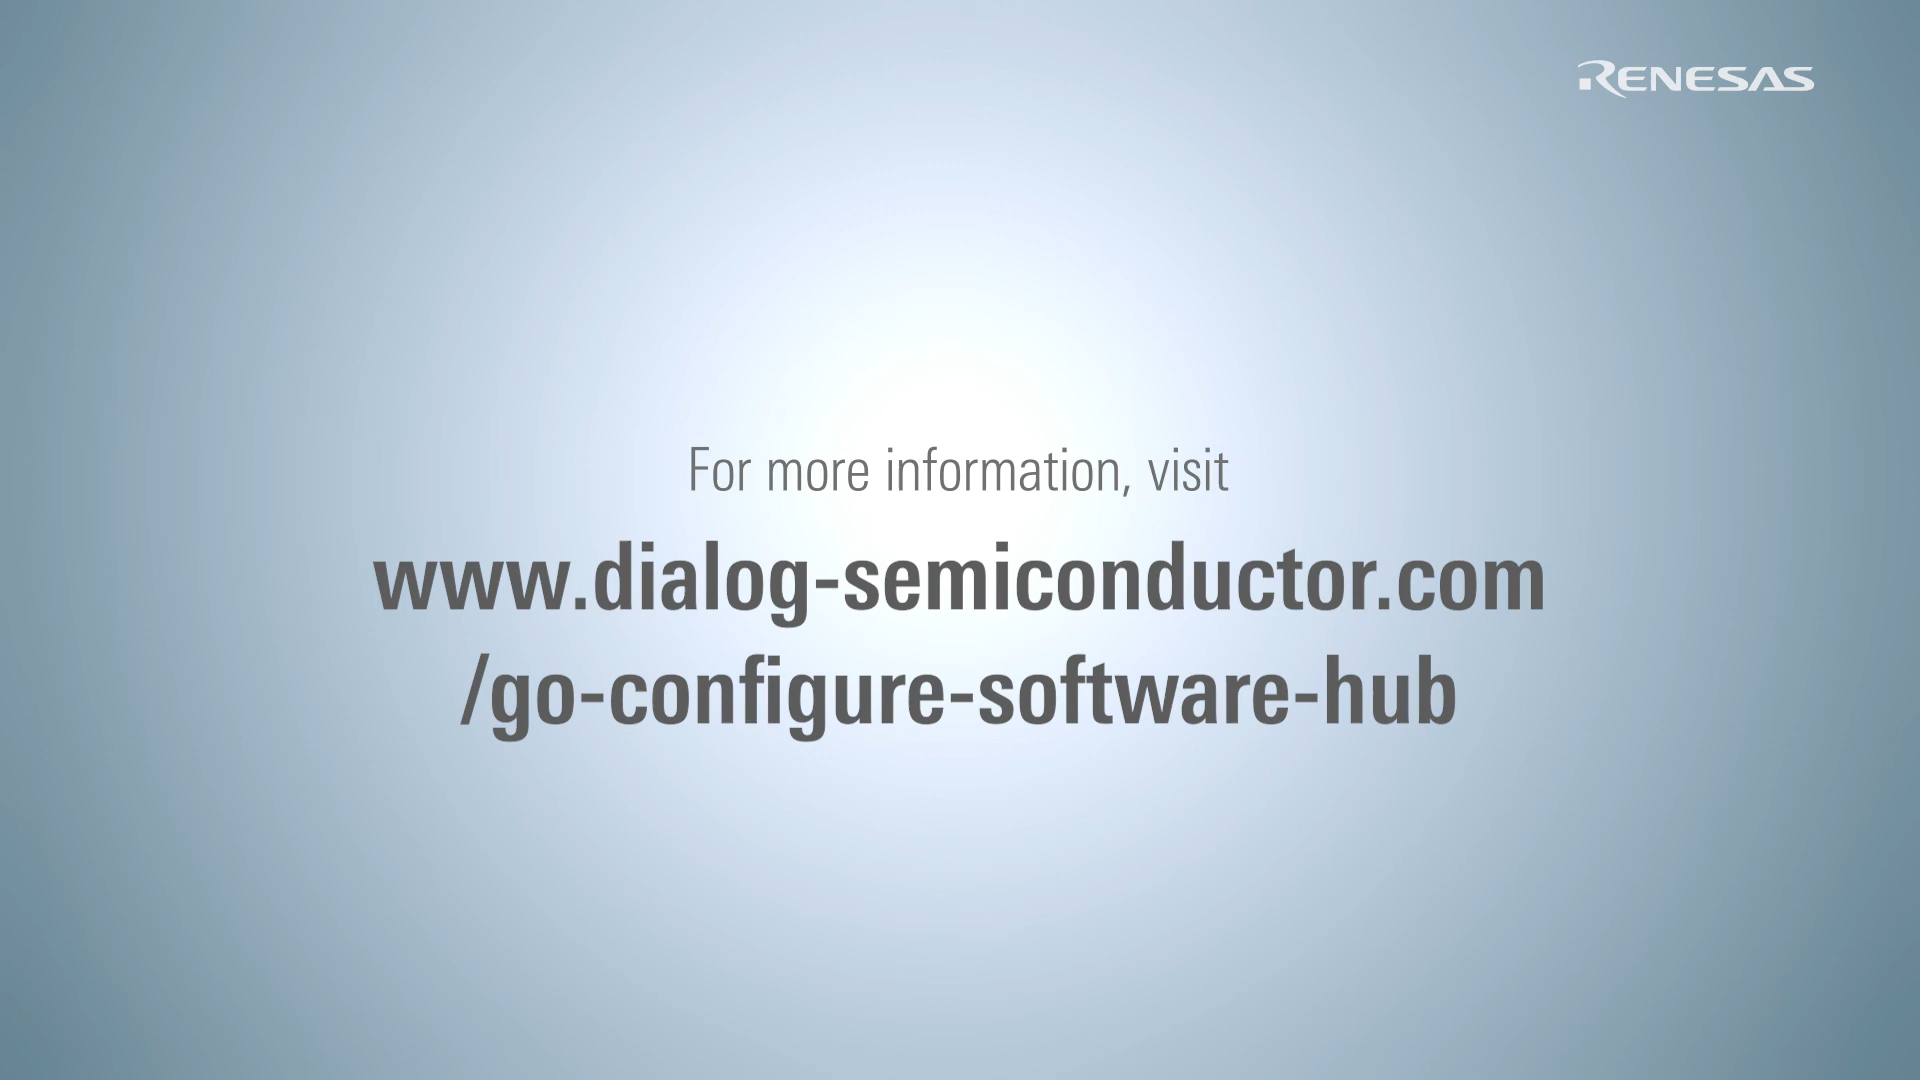 RENESAS
For more information, visit
www.dialog-semiconductor.com
/go-configure-software-hub